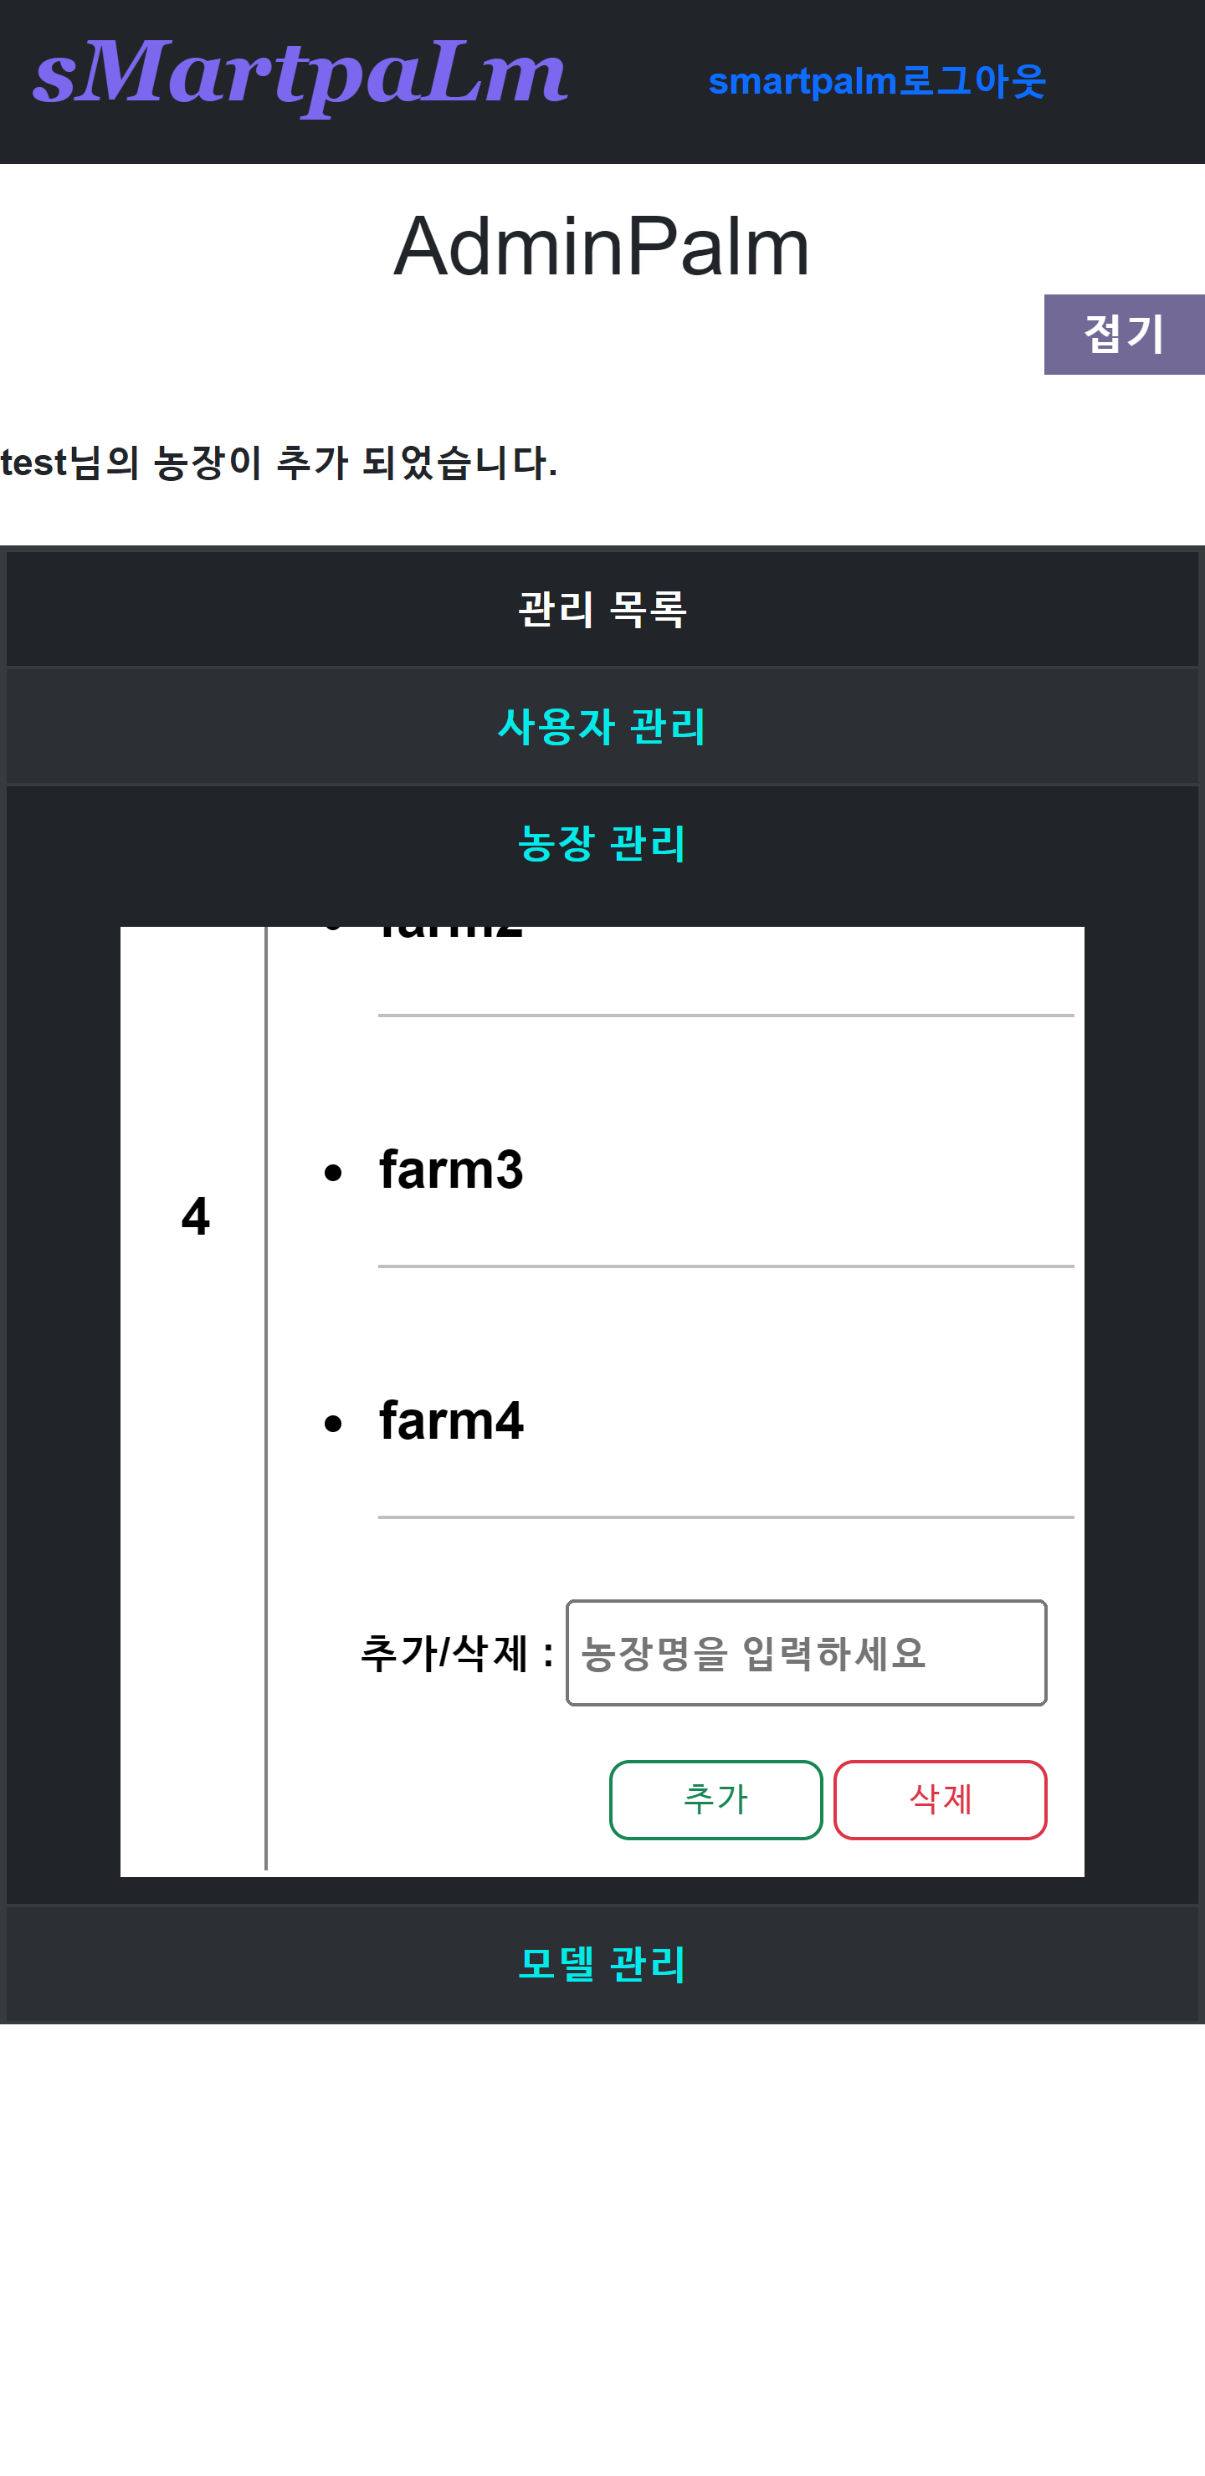 sMartpaLm
smartpalm로그아웃
AdminPalm
접기
test님의 농장이 추가 되었습니다.
관리 목록
사용자 관리
농장 관리
farm2
farm3
4
farm4
추가/삭제 : 농장명을 입력하세요
추가 삭제
모델 관리